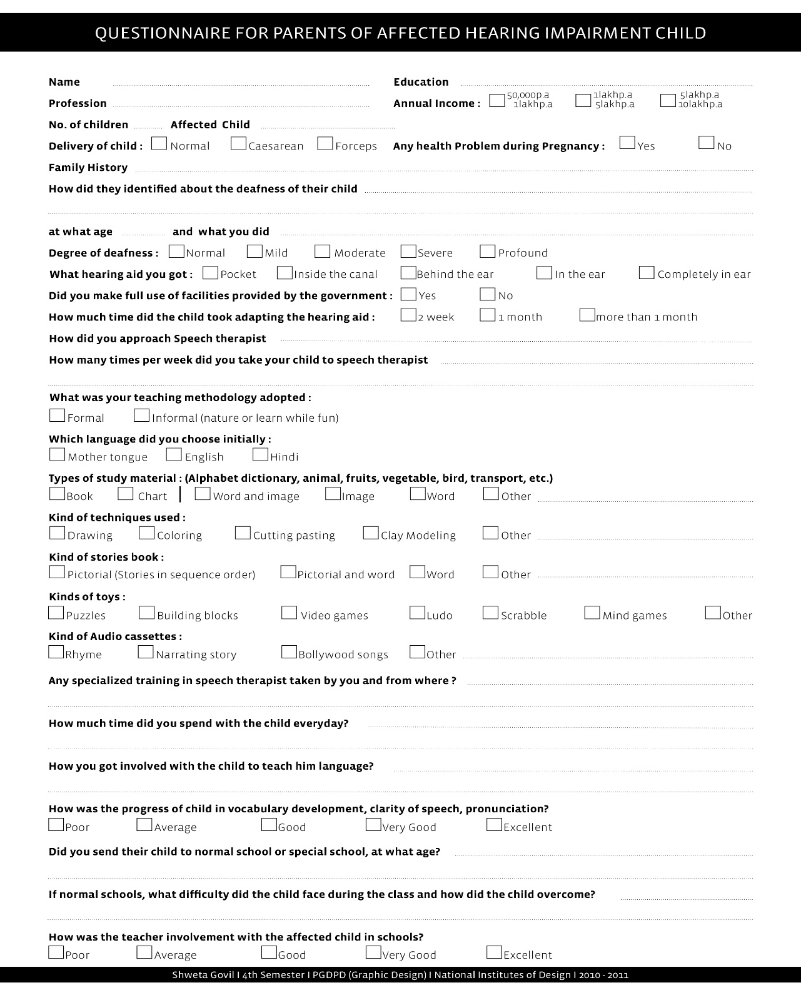 QUESTIONNAIRE FOR PARENTS OF AFFECTED HEARING IMPAIRMENT CHILD
Name Education
Profession Annual Income : 50,000p.a 1lakhp.a 1lakhp.a 5lakhp.a 5lakhp.a 10lakhp.a
No. of children Affected Child
Delivery of child : Normal Caesarean Forceps Any health Problem during Pregnancy : Yes No
Family History
How did they identified about the deafness of their child
at what age and what you did
Degree of deafness : Normal Mild Moderate Severe Profound
What hearing aid you got : Pocket Inside the canal Behind the ear In the ear Completely in ear
Did you make full use of facilities provided by the government : Yes No
How much time did the child took adapting the hearing aid : 2 week 1 month more than 1 month
How did you approach Speech therapist
How many times per week did you take your child to speech therapist
What was your teaching methodology adopted :
Formal Informal (nature or learn while fun)
Which language did you choose initially :
Mother tongue English Hindi
Types of study material : (Alphabet dictionary, animal, fruits, vegetable, bird, transport, etc.)
Book Chart | Word and image Image Word Other
Kind of techniques used :
Drawing Coloring Cutting pasting Clay Modeling Other
Kind of stories book :
Pictorial (Stories in sequence order) Pictorial and word Word Other
Kinds of toys :
Puzzles Building blocks Video games Ludo Scrabble Mind games Other
Kind of Audio cassettes :
Rhyme Narrating story Bollywood songs Other
Any specialized training in speech therapist taken by you and from where ?
How much time did you spend with the child everyday?
How you got involved with the child to teach him language?
How was the progress of child in vocabulary development, clarity of speech, pronunciation?
Poor Average Good Very Good Excellent
Did you send their child to normal school or special school, at what age?
If normal schools, what difficulty did the child face during the class and how did the child overcome?
How was the teacher involvement with the affected child in schools?
Poor Average Good Very Good Excellent
Shweta Govil I 4th Semester I PGDPD (Graphic Design) I National Institutes of Design I 2010 - 2011